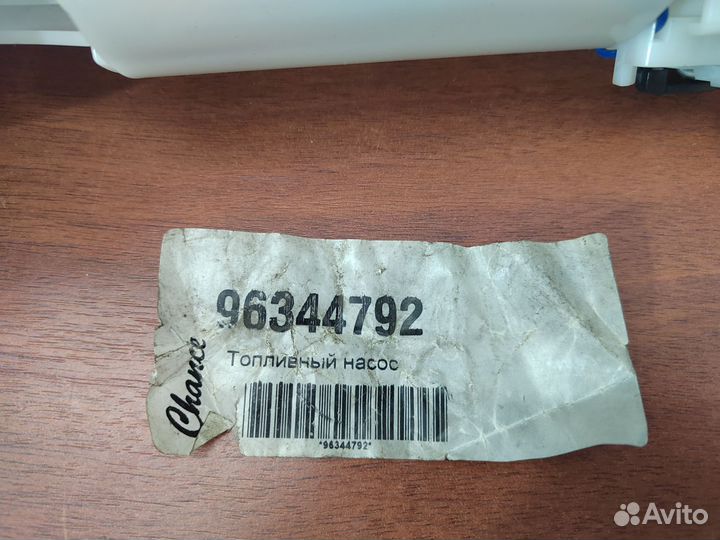 96344792
Топливный насос
Chance
*96344792*
Avito